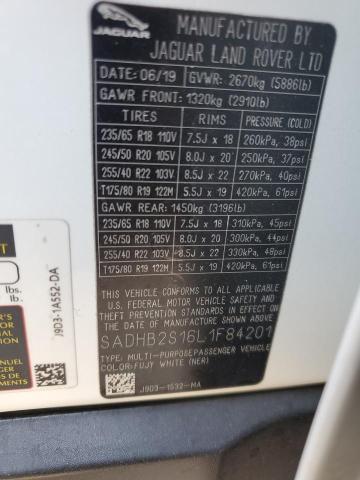 JAGUAR
MANUFACTURED BY
JAGUAR LAND ROVER LTD
DATE: 06/19 GVWR: 2670kg (5886lb)
GAWR FRONT: 1320kg (2910lb)
TIRES RIMS PRESSURE (COLD)
235/65 R18 110V 7.5J x 18 260kPa, 38psi
245/50 R20 105V 8.0J x 20 250kPa, 37psi
255/40 R22 103V 8.5J x 22 270kPa, 40psi
T175/80 R19 122M 5.5J x 19 420kPa, 61psi
GAWR REAR: 1450kg (3196lb)
235/65 R18 110V 7.5J x 18 310kPa, 45psi
245/50 R20 105V 8.0J x 20 300kPa, 44psi
255/40 R22 103V 8.5J x 22 330kPa, 48psi
T175/80 R19 122M 5.5J x 19 420kPa, 61psi
THIS VEHICLE CONFORMS TO ALL APPLICABLE
U.S. FEDERAL MOTOR VEHICLE SAFETY STANDARDS
IN EFFECT ON THE DATE OF MANUFACTURE
SADHB2S16L1F84201
TYPE: MULTI-PURPOSE PASSENGER VEHICLE
COLOR: FUJY WHITE (NER)
J9D3-1532-MA
J9D3-1A552-DA
lbs.
lbs.